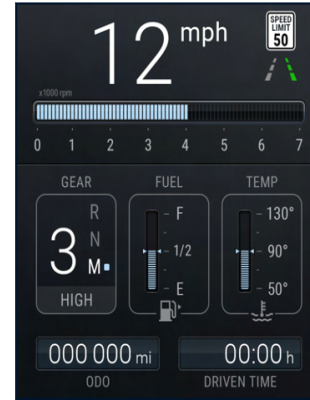 12 mph
SPEED
LIMIT
50
x1000 rpm
0 1 2 3 4 5 6 7
GEAR FUEL TEMP
R F 130°
3 N 1/2 90°
M E 50°
HIGH
000 000 mi 00:00 h
ODO DRIVEN TIME